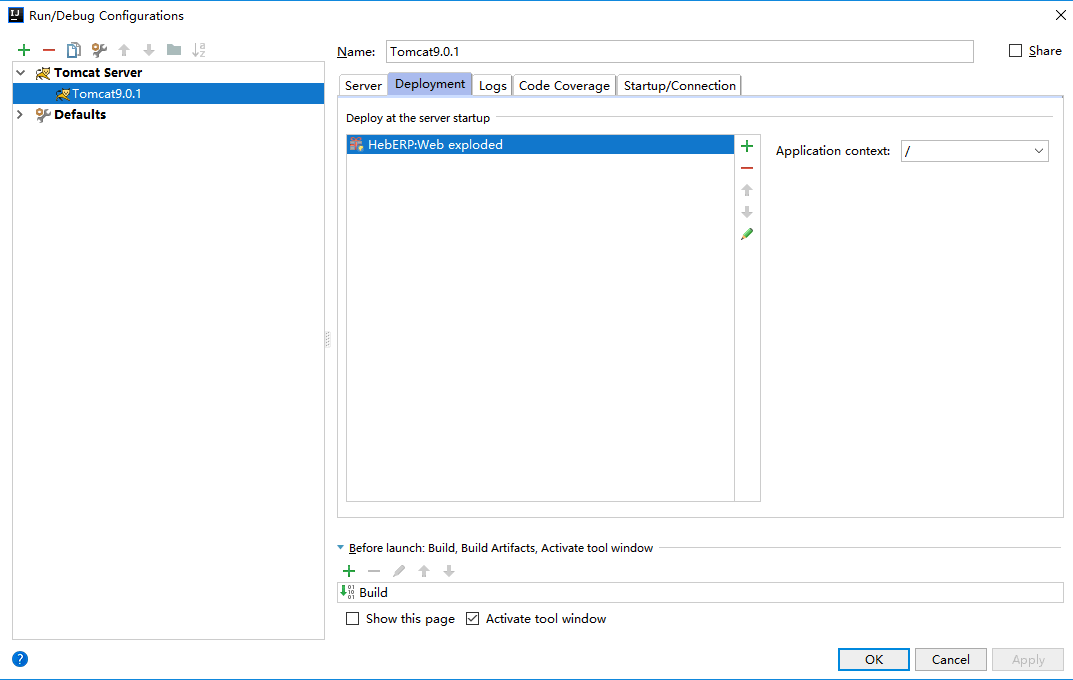 Run/Debug Configurations
Name: Tomcat9.0.1
Share
Tomcat Server
Tomcat9.0.1
Defaults
Server Deployment Logs Code Coverage Startup/Connection
Deploy at the server startup
HebERP:Web exploded
Application context: /
Before launch: Build, Build Artifacts, Activate tool window
Build
Show this page Activate tool window
OK Cancel Apply